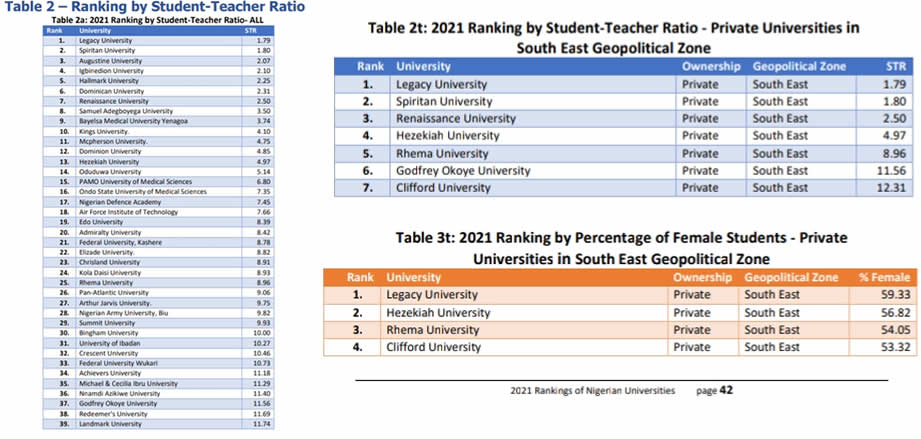 Table 2 – Ranking by Student-Teacher Ratio
Table 2a: 2021 Ranking by Student-Teacher Ratio- ALL
Rank University STR
1. Legacy University 1.79
2. Spiritan University 1.80
3. Augustine University 2.07
4. Igbinedion University 2.10
5. Hallmark University 2.25
6. Dominican University 2.31
7. Renaissance University 2.50
8. Samuel Adegboyega University 3.50
9. Bayelsa Medical University Yenagoa 3.74
10. Kings University. 4.10
11. Mcpherson University. 4.75
12. Dominion University 4.85
13. Hezekiah University 4.97
14. Oduduwa University 5.14
15. PAMO University of Medical Sciences 6.80
16. Ondo State University of Medical Sciences 7.35
17. Nigerian Defence Academy 7.45
18. Air Force Institute of Technology 7.66
19. Edo University 8.39
20. Admiralty University 8.42
21. Federal University, Kashere 8.78
22. Elizade University. 8.82
23. Chrisland University 8.91
24. Kola Daisi University 8.93
25. Rhema University 8.96
26. Pan-Atlantic University 9.06
27. Arthur Jarvis University. 9.75
28. Nigerian Army University, Biu 9.82
29. Summit University 9.93
30. Bingham University 10.00
31. University of Ibadan 10.27
32. Crescent University 10.46
33. Federal University Wukari 10.73
34. Achievers University 11.18
35. Michael & Cecilia Ibru University 11.29
36. Nnamdi Azikiwe University 11.40
37. Godfrey Okoye University 11.56
38. Redeemer's University 11.69
39. Landmark University 11.74
Table 2t: 2021 Ranking by Student-Teacher Ratio - Private Universities in
South East Geopolitical Zone
Rank University Ownership Geopolitical Zone STR
1. Legacy University Private South East 1.79
2. Spiritan University Private South East 1.80
3. Renaissance University Private South East 2.50
4. Hezekiah University Private South East 4.97
5. Rhema University Private South East 8.96
6. Godfrey Okoye University Private South East 11.56
7. Clifford University Private South East 12.31
Table 3t: 2021 Ranking by Percentage of Female Students - Private
Universities in South East Geopolitical Zone
Rank University Ownership Geopolitical Zone % Female
1. Legacy University Private South East 59.33
2. Hezekiah University Private South East 56.82
3. Rhema University Private South East 54.05
4. Clifford University Private South East 53.32
2021 Rankings of Nigerian Universities page 42